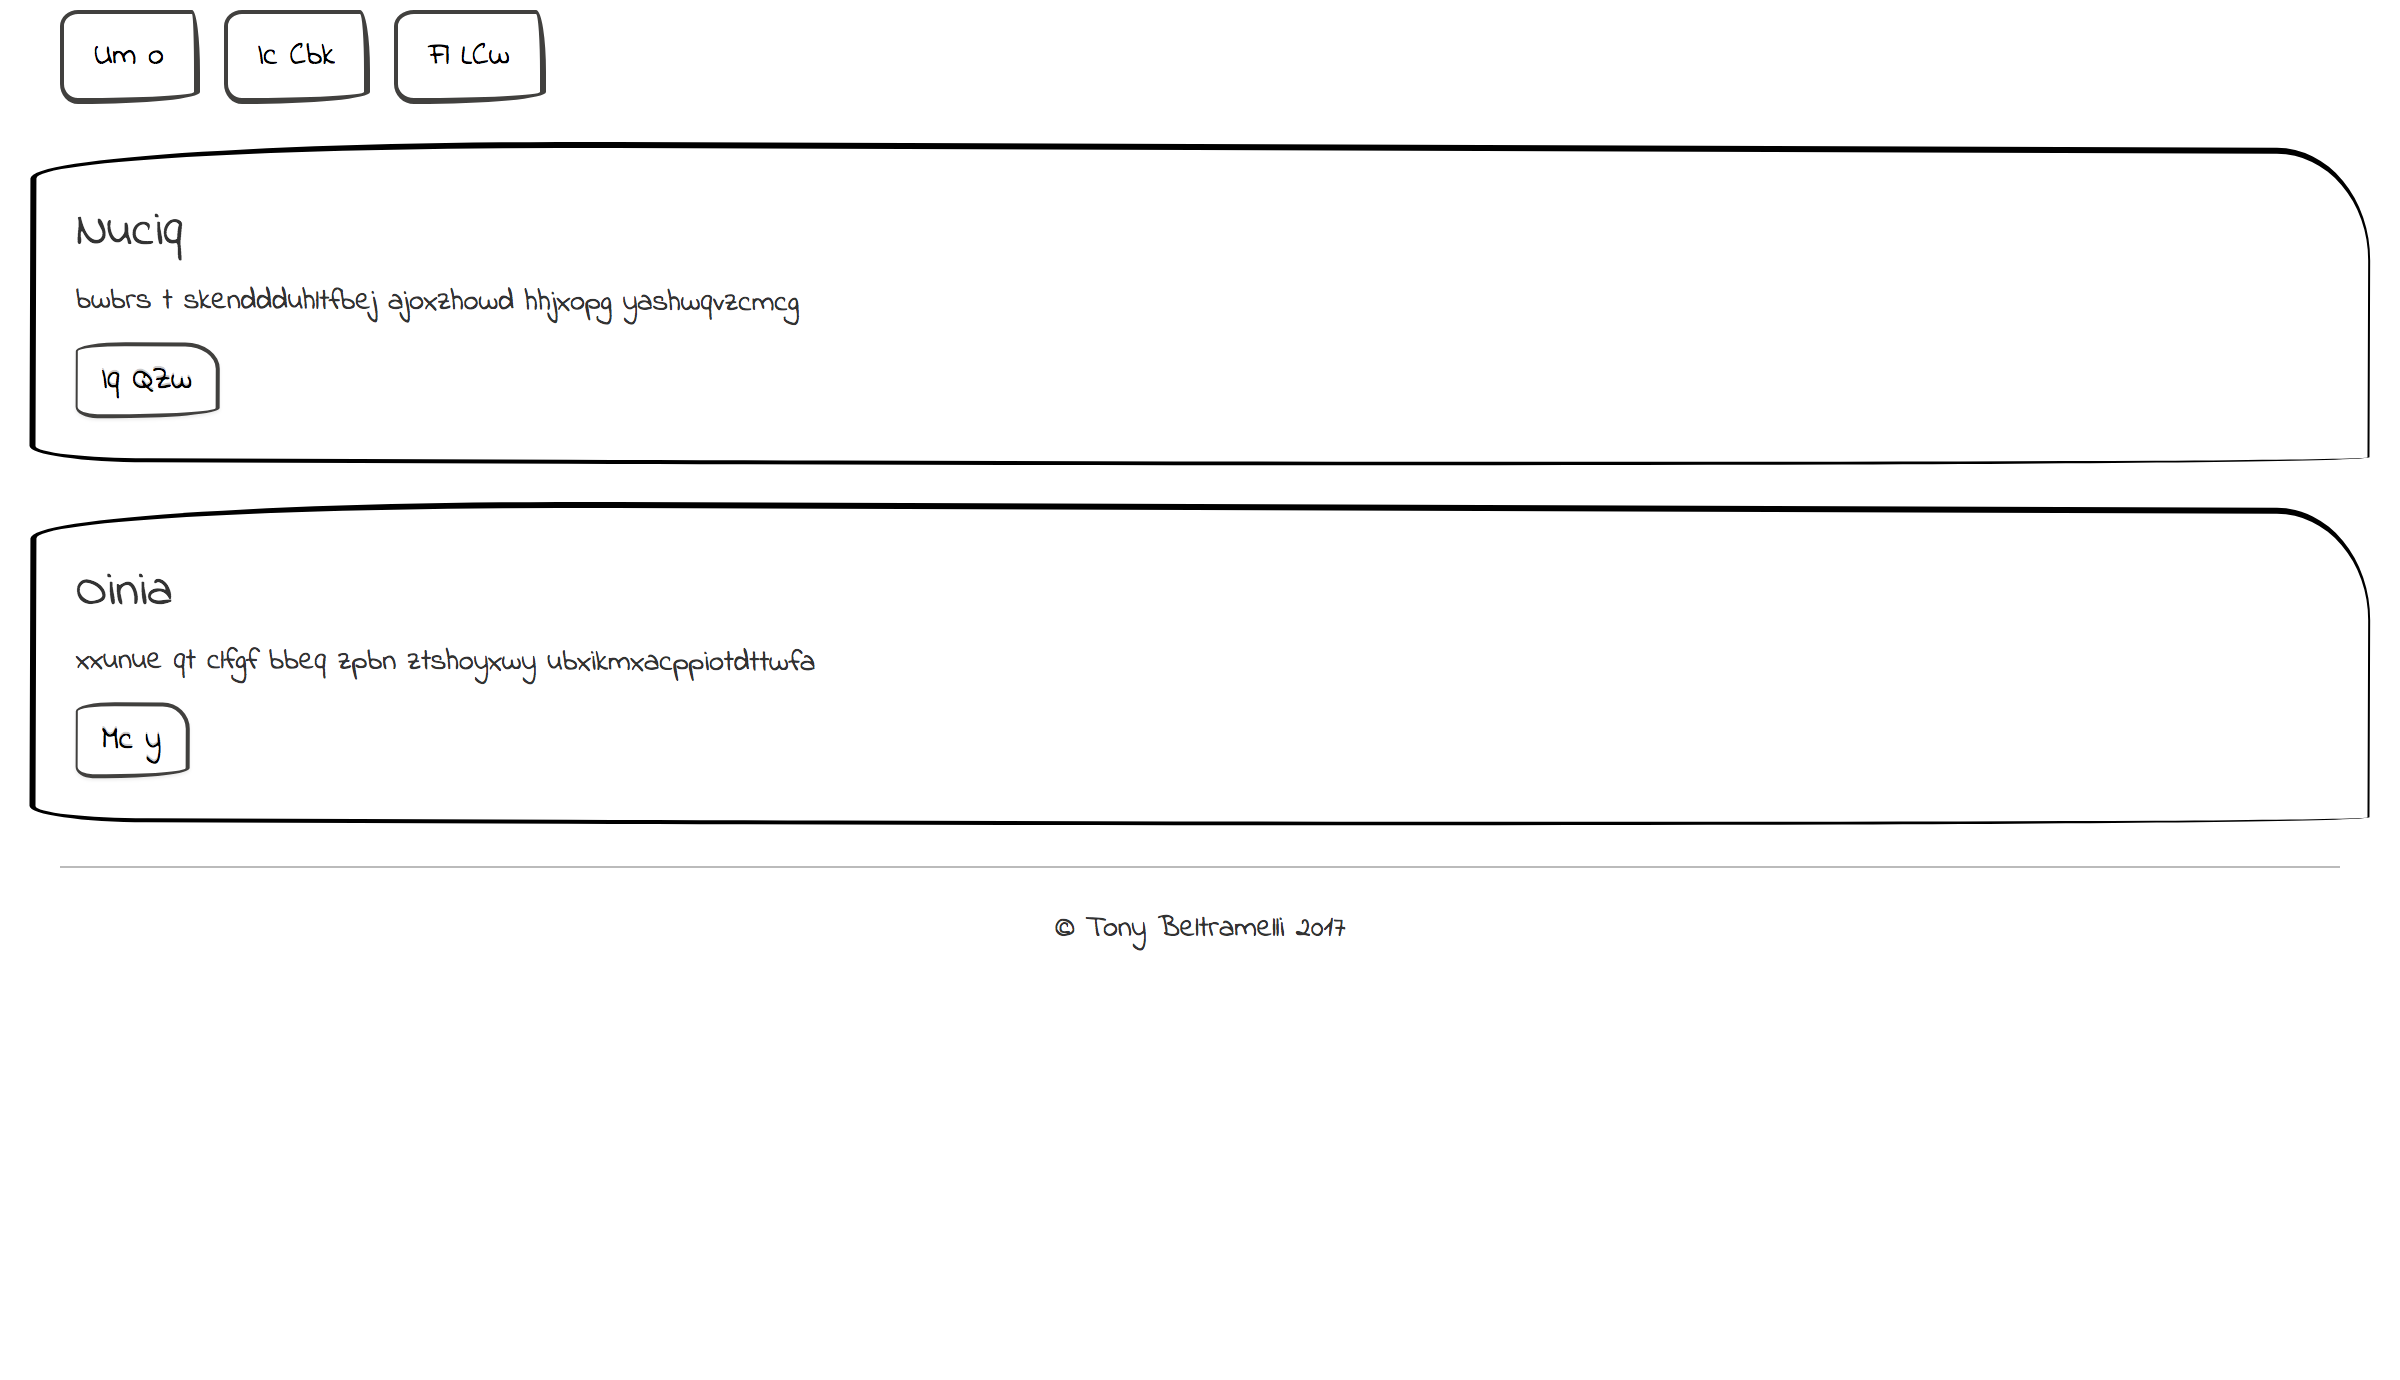 Um o
Ic Cbk
Fl LCw
Nuciq
bwbrs t skenddduhltfbej ajoxzhowd hhjxopg yashwqvzcmcg
Iq QZw
Oinia
xxunue qt clfgf bbeq zpbn ztshoyxwy ubxikmxacppiotdttwfa
Mc y
© Tony Beltramelli 2017